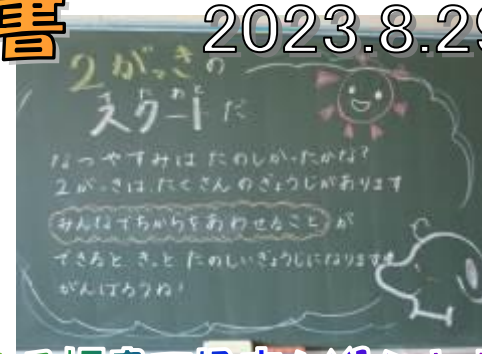 書
2023.8.29
2がっきの
スタートだ
すたあと
なつやすみは たのしかったかな?
2がっきは、たくさんのぎょうじがあります
みんなでちからをあわせること が
できると きっと たのしいぎょうじになります
がんばろうね!